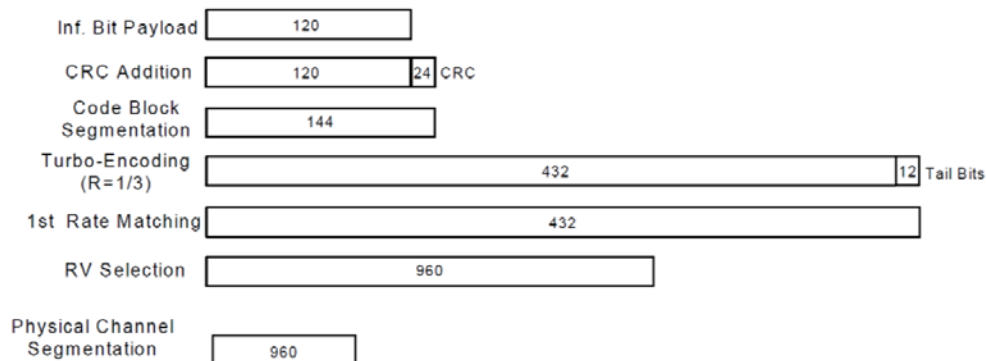 Inf. Bit Payload 120
CRC Addition 120 24 CRC
Code Block
Segmentation 144
Turbo-Encoding
(R=1/3) 432 12 Tail Bits
1st Rate Matching 432
RV Selection 960
Physical Channel
Segmentation 960